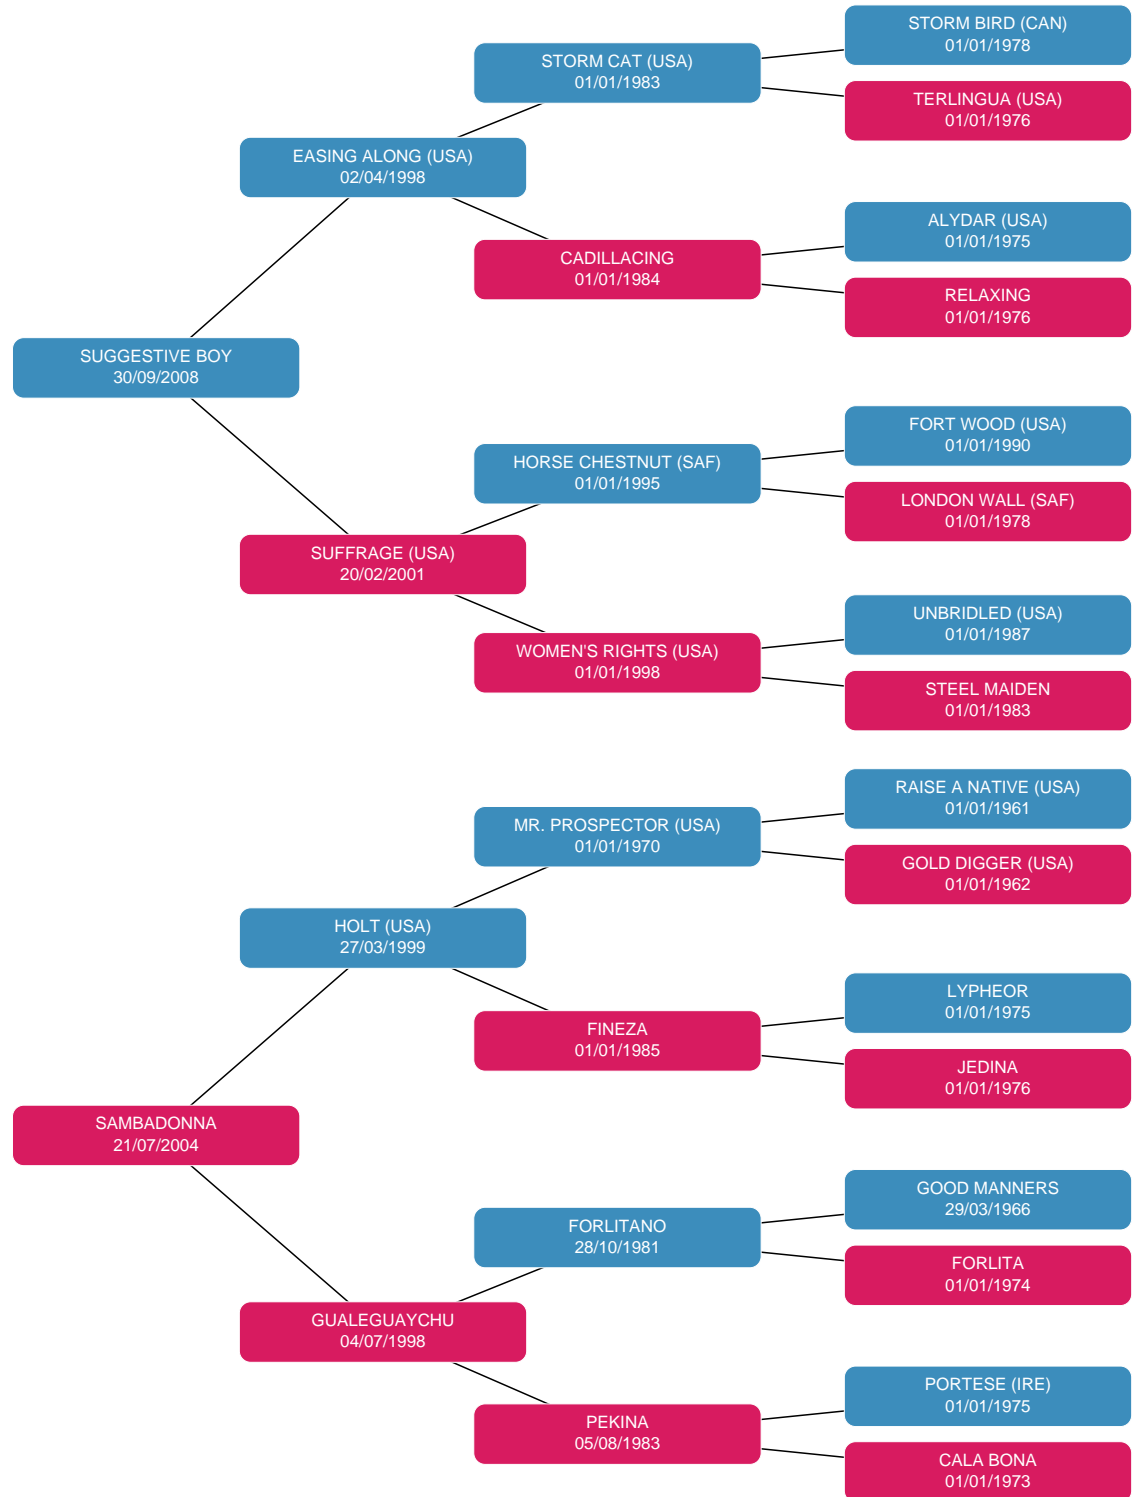 STORM BIRD (CAN)
01/01/1978
STORM CAT (USA)
01/01/1983
TERLINGUA (USA)
01/01/1976
EASING ALONG (USA)
02/04/1998
ALYDAR (USA)
01/01/1975
CADILLACING
01/01/1984
RELAXING
01/01/1976
SUGGESTIVE BOY
30/09/2008
FORT WOOD (USA)
01/01/1990
HORSE CHESTNUT (SAF)
01/01/1995
LONDON WALL (SAF)
01/01/1978
SUFFRAGE (USA)
20/02/2001
UNBRIDLED (USA)
01/01/1987
WOMEN'S RIGHTS (USA)
01/01/1998
STEEL MAIDEN
01/01/1983
RAISE A NATIVE (USA)
01/01/1961
MR. PROSPECTOR (USA)
01/01/1970
GOLD DIGGER (USA)
01/01/1962
HOLT (USA)
27/03/1999
LYPHEOR
01/01/1975
FINEZA
01/01/1985
JEDINA
01/01/1976
SAMBADONNA
21/07/2004
GOOD MANNERS
29/03/1966
FORLITANO
28/10/1981
FORLITA
01/01/1974
GUALEGUAYCHU
04/07/1998
PORTESE (IRE)
01/01/1975
PEKINA
05/08/1983
CALA BONA
01/01/1973